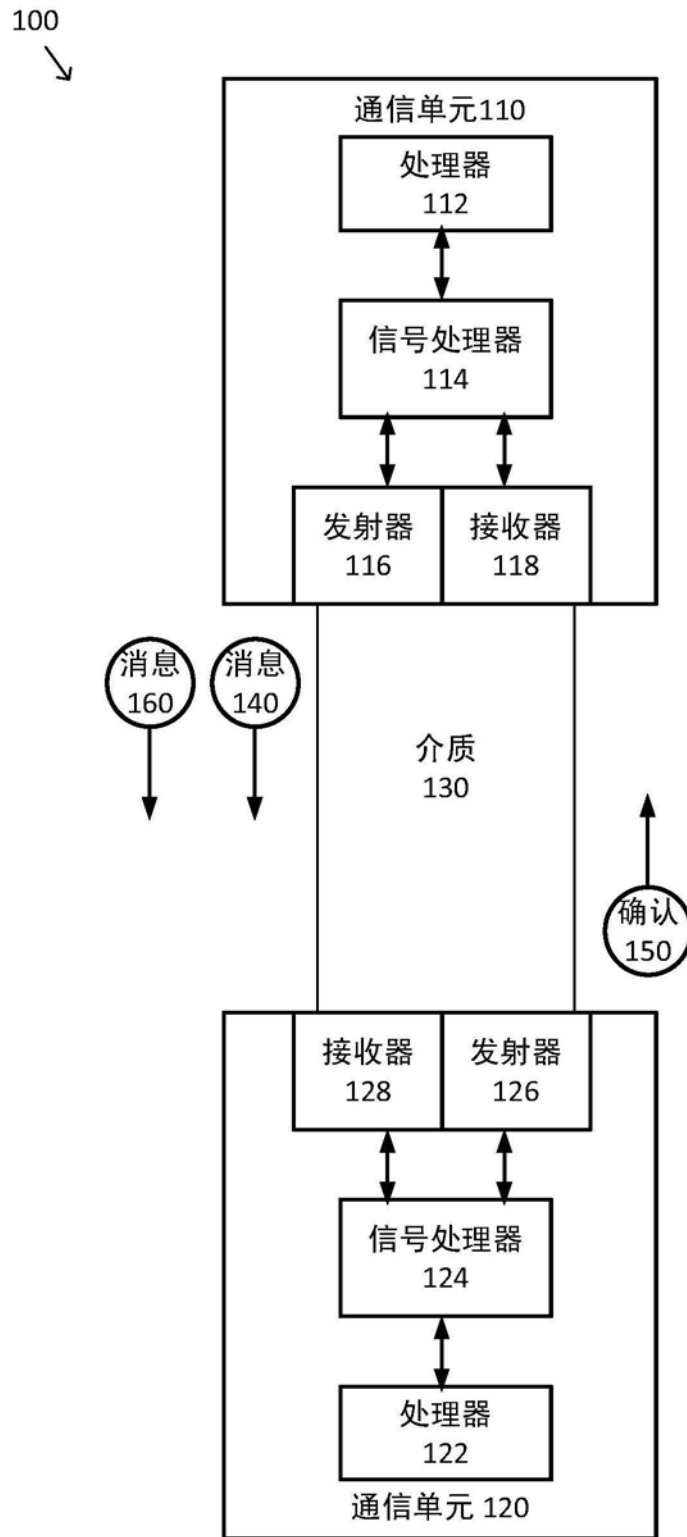 100
通信单元110
处理器
112
信号处理器
114
发射器
116
接收器
118
消息
160
消息
140
介质
130
确认
150
接收器
128
发射器
126
信号处理器
124
处理器
122
通信单元 120